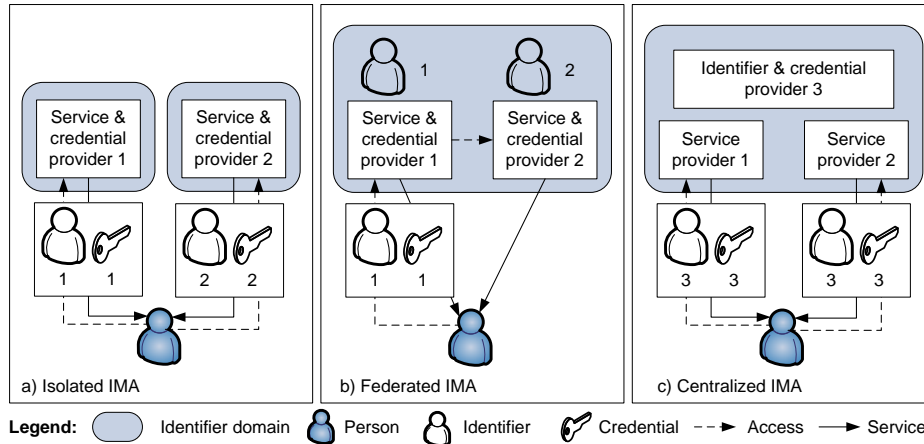 Service &
credential
provider 1
Service &
credential
provider 2
1
1
2
2
a) Isolated IMA
1
2
Service &
credential
provider 1
Service &
credential
provider 2
1
1
b) Federated IMA
Identifier & credential
provider 3
Service
provider 1
Service
provider 2
3
3
3
3
c) Centralized IMA
Legend:
Identifier domain
Person
Identifier
Credential
Access
Service